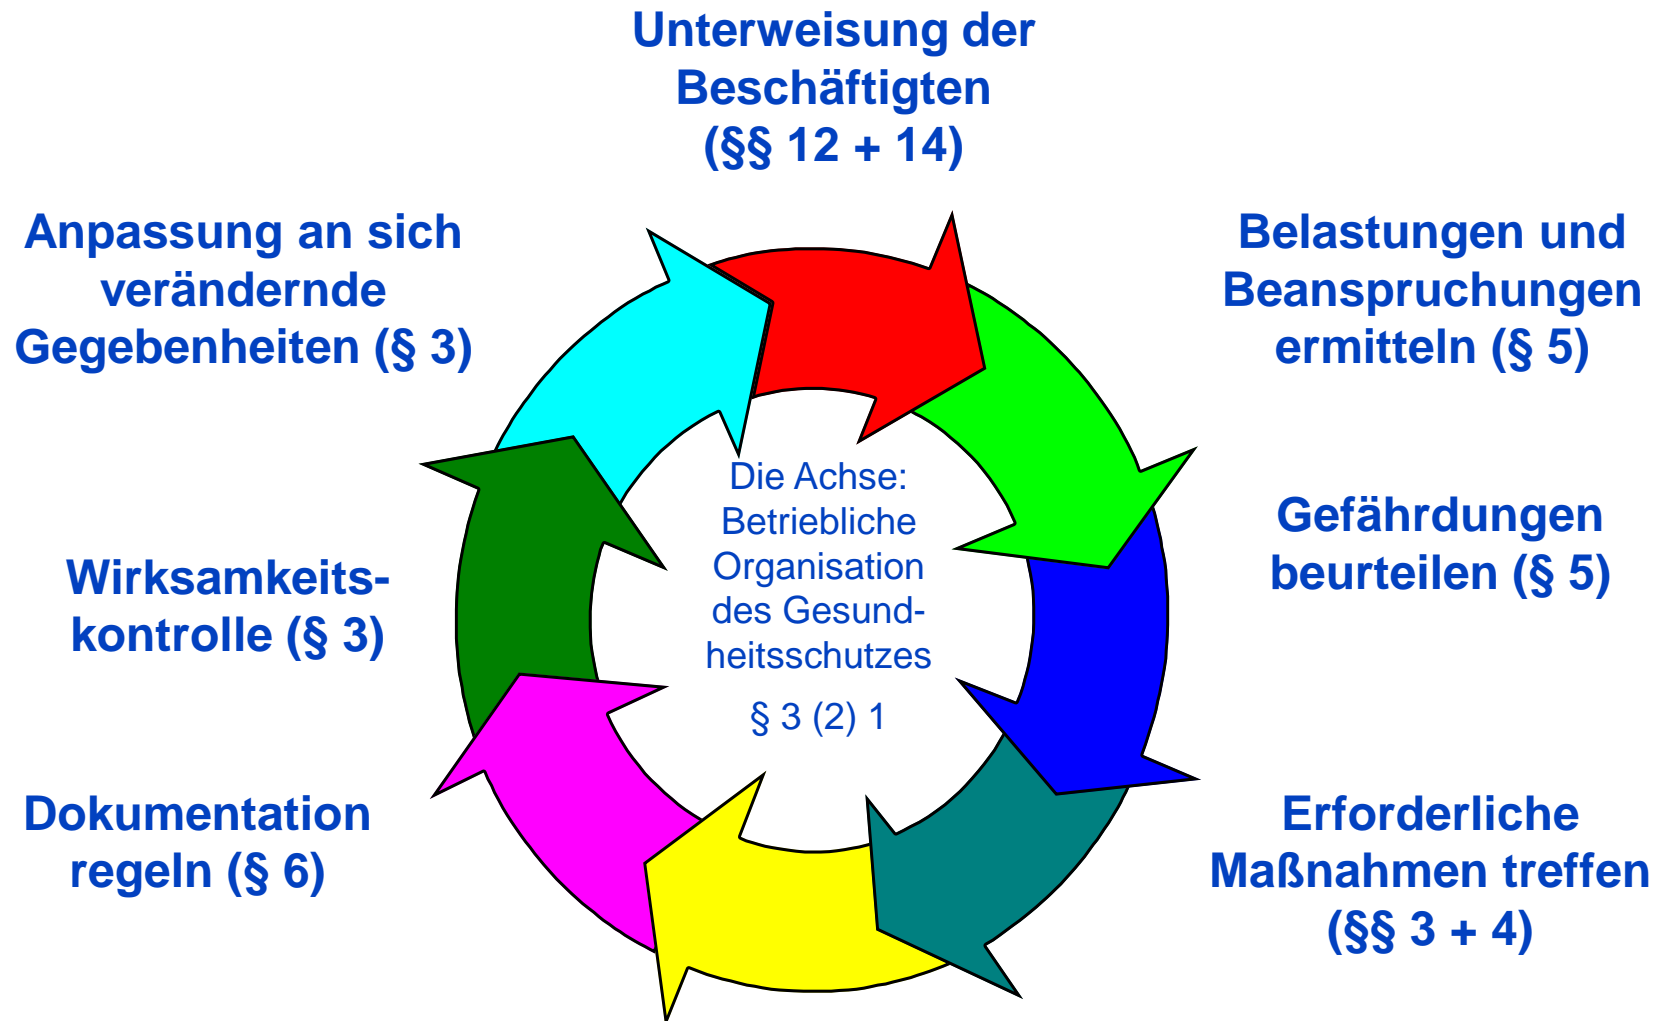 Unterweisung der
Beschäftigten
(§§ 12 + 14)
Anpassung an sich
verändernde
Gegebenheiten (§ 3)
Belastungen und
Beanspruchungen
ermitteln (§ 5)
Die Achse:
Betriebliche
Organisation
des Gesund-
heitsschutzes
§ 3 (2) 1
Gefährdungen
beurteilen (§ 5)
Wirksamkeits-
kontrolle (§ 3)
Erforderliche
Maßnahmen treffen
(§§ 3 + 4)
Dokumentation
regeln (§ 6)